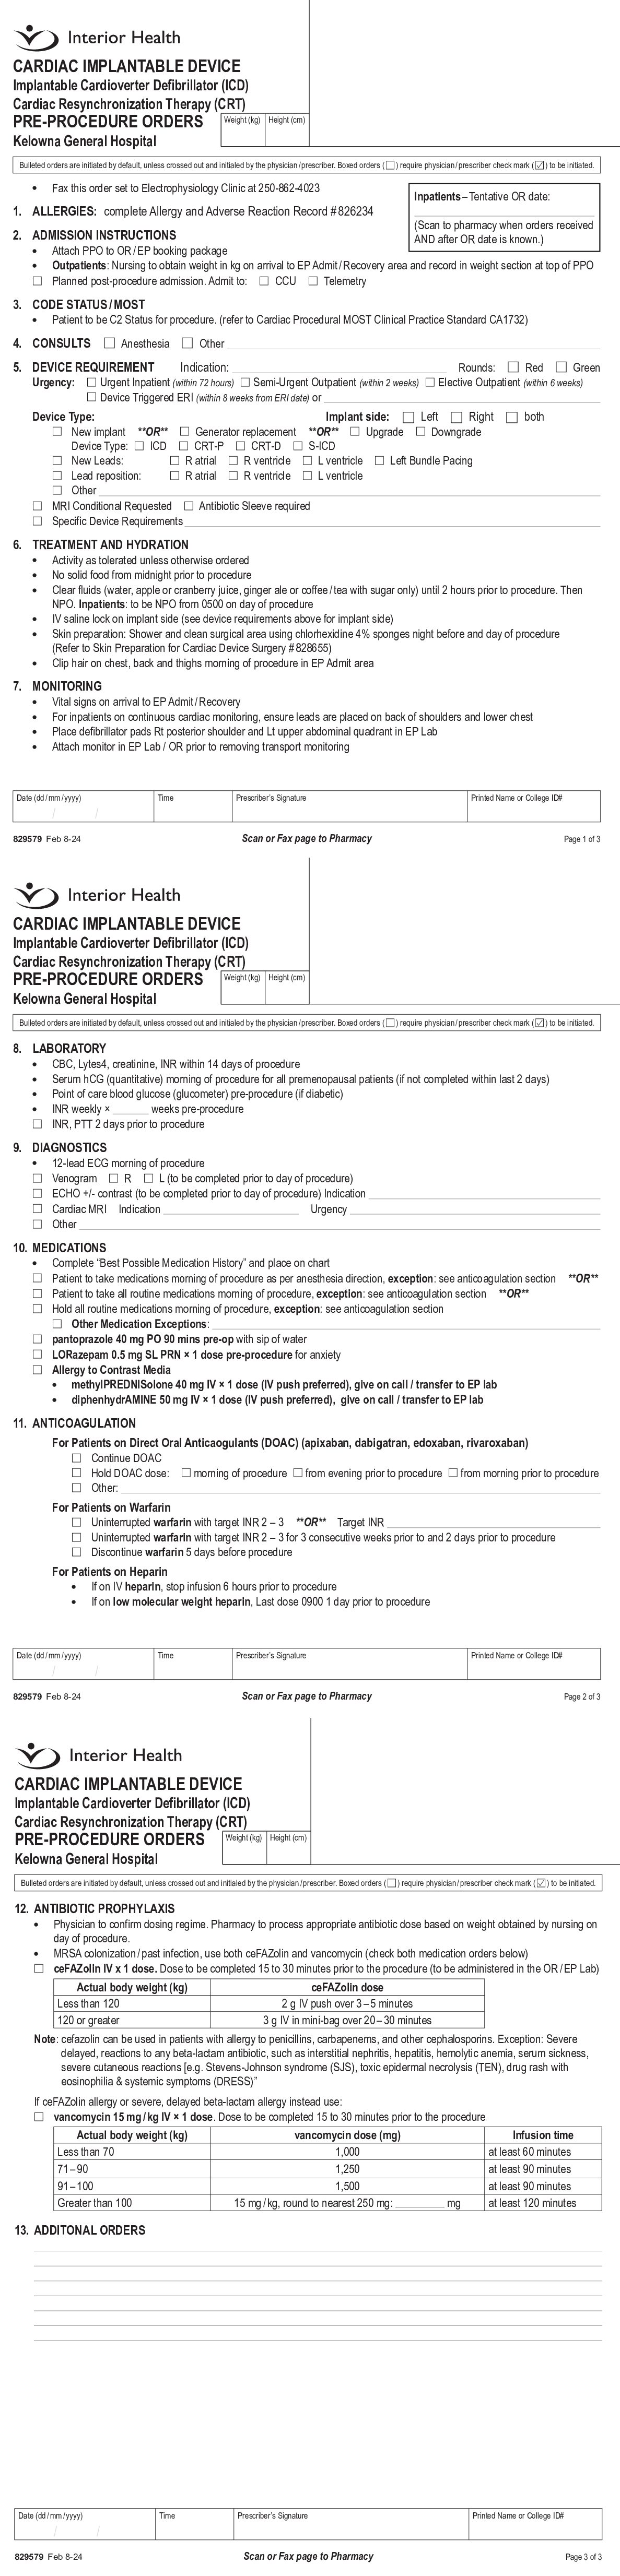 Interior Health
CARDIAC IMPLANTABLE DEVICE
Implantable Cardioverter Defibrillator (ICD)
Cardiac Resynchronization Therapy (CRT)
PRE-PROCEDURE ORDERS
Kelowna General Hospital
Weight (kg) Height (cm)
Bulleted orders are initiated by default, unless crossed out and initialed by the physician / prescriber. Boxed orders ( ☐ ) require physician / prescriber check mark ( ☑ ) to be initiated.
• Fax this order set to Electrophysiology Clinic at 250-862-4023
Inpatients – Tentative OR date:
(Scan to pharmacy when orders received
AND after OR date is known.)
1. ALLERGIES: complete Allergy and Adverse Reaction Record # 826234
2. ADMISSION INSTRUCTIONS
• Attach PPO to OR / EP booking package
• Outpatients: Nursing to obtain weight in kg on arrival to EP Admit / Recovery area and record in weight section at top of PPO
☐ Planned post-procedure admission. Admit to: ☐ CCU ☐ Telemetry
3. CODE STATUS / MOST
• Patient to be C2 Status for procedure. (refer to Cardiac Procedural MOST Clinical Practice Standard CA1732)
4. CONSULTS ☐ Anesthesia ☐ Other
5. DEVICE REQUIREMENT Indication: Rounds: ☐ Red ☐ Green
Urgency: ☐ Urgent Inpatient (within 72 hours) ☐ Semi-Urgent Outpatient (within 2 weeks) ☐ Elective Outpatient (within 6 weeks)
☐ Device Triggered ERI (within 8 weeks from ERI date) or
Device Type: Implant side: ☐ Left ☐ Right ☐ both
☐ New implant **OR** ☐ Generator replacement **OR** ☐ Upgrade ☐ Downgrade
Device Type: ☐ ICD ☐ CRT-P ☐ CRT-D ☐ S-ICD
☐ New Leads: ☐ R atrial ☐ R ventricle ☐ L ventricle ☐ Left Bundle Pacing
☐ Lead reposition: ☐ R atrial ☐ R ventricle ☐ L ventricle
☐ Other
☐ MRI Conditional Requested ☐ Antibiotic Sleeve required
☐ Specific Device Requirements
6. TREATMENT AND HYDRATION
• Activity as tolerated unless otherwise ordered
• No solid food from midnight prior to procedure
• Clear fluids (water, apple or cranberry juice, ginger ale or coffee / tea with sugar only) until 2 hours prior to procedure. Then
NPO. Inpatients: to be NPO from 0500 on day of procedure
• IV saline lock on implant side (see device requirements above for implant side)
• Skin preparation: Shower and clean surgical area using chlorhexidine 4% sponges night before and day of procedure
(Refer to Skin Preparation for Cardiac Device Surgery # 828655)
• Clip hair on chest, back and thighs morning of procedure in EP Admit area
7. MONITORING
• Vital signs on arrival to EP Admit / Recovery
• For inpatients on continuous cardiac monitoring, ensure leads are placed on back of shoulders and lower chest
• Place defibrillator pads Rt posterior shoulder and Lt upper abdominal quadrant in EP Lab
• Attach monitor in EP Lab / OR prior to removing transport monitoring
Date (dd / mm / yyyy) Time Prescriber's Signature Printed Name or College ID#
/ /
829579 Feb 8-24 Scan or Fax page to Pharmacy Page 1 of 3
Interior Health
CARDIAC IMPLANTABLE DEVICE
Implantable Cardioverter Defibrillator (ICD)
Cardiac Resynchronization Therapy (CRT)
PRE-PROCEDURE ORDERS
Kelowna General Hospital
Weight (kg) Height (cm)
Bulleted orders are initiated by default, unless crossed out and initialed by the physician / prescriber. Boxed orders ( ☐ ) require physician / prescriber check mark ( ☑ ) to be initiated.
8. LABORATORY
• CBC, Lytes4, creatinine, INR within 14 days of procedure
• Serum hCG (quantitative) morning of procedure for all premenopausal patients (if not completed within last 2 days)
• Point of care blood glucose (glucometer) pre-procedure (if diabetic)
• INR weekly × ______ weeks pre-procedure
☐ INR, PTT 2 days prior to procedure
9. DIAGNOSTICS
• 12-lead ECG morning of procedure
☐ Venogram ☐ R ☐ L (to be completed prior to day of procedure)
☐ ECHO +/- contrast (to be completed prior to day of procedure) Indication
☐ Cardiac MRI Indication Urgency
☐ Other
10. MEDICATIONS
• Complete “Best Possible Medication History” and place on chart
☐ Patient to take medications morning of procedure as per anesthesia direction, exception: see anticoagulation section **OR**
☐ Patient to take all routine medications morning of procedure, exception: see anticoagulation section **OR**
☐ Hold all routine medications morning of procedure, exception: see anticoagulation section
☐ Other Medication Exceptions:
☐ pantoprazole 40 mg PO 90 mins pre-op with sip of water
☐ LORazepam 0.5 mg SL PRN × 1 dose pre-procedure for anxiety
☐ Allergy to Contrast Media
• methylPREDNISolone 40 mg IV × 1 dose (IV push preferred), give on call / transfer to EP lab
• diphenhydrAMINE 50 mg IV × 1 dose (IV push preferred), give on call / transfer to EP lab
11. ANTICOAGULATION
For Patients on Direct Oral Anticaogulants (DOAC) (apixaban, dabigatran, edoxaban, rivaroxaban)
☐ Continue DOAC
☐ Hold DOAC dose: ☐ morning of procedure ☐ from evening prior to procedure ☐ from morning prior to procedure
☐ Other:
For Patients on Warfarin
☐ Uninterrupted warfarin with target INR 2 – 3 **OR** Target INR
☐ Uninterrupted warfarin with target INR 2 – 3 for 3 consecutive weeks prior to and 2 days prior to procedure
☐ Discontinue warfarin 5 days before procedure
For Patients on Heparin
• If on IV heparin, stop infusion 6 hours prior to procedure
• If on low molecular weight heparin, Last dose 0900 1 day prior to procedure
Date (dd / mm / yyyy) Time Prescriber's Signature Printed Name or College ID#
/ /
829579 Feb 8-24 Scan or Fax page to Pharmacy Page 2 of 3
Interior Health
CARDIAC IMPLANTABLE DEVICE
Implantable Cardioverter Defibrillator (ICD)
Cardiac Resynchronization Therapy (CRT)
PRE-PROCEDURE ORDERS
Kelowna General Hospital
Weight (kg) Height (cm)
Bulleted orders are initiated by default, unless crossed out and initialed by the physician / prescriber. Boxed orders ( ☐ ) require physician / prescriber check mark ( ☑ ) to be initiated.
12. ANTIBIOTIC PROPHYLAXIS
• Physician to confirm dosing regime. Pharmacy to process appropriate antibiotic dose based on weight obtained by nursing on
day of procedure.
• MRSA colonization / past infection, use both ceFAZolin and vancomycin (check both medication orders below)
☐ ceFAZolin IV x 1 dose. Dose to be completed 15 to 30 minutes prior to the procedure (to be administered in the OR / EP Lab)
Actual body weight (kg) ceFAZolin dose
Less than 120 2 g IV push over 3 – 5 minutes
120 or greater 3 g IV in mini-bag over 20 – 30 minutes
Note: cefazolin can be used in patients with allergy to penicillins, carbapenems, and other cephalosporins. Exception: Severe
delayed, reactions to any beta-lactam antibiotic, such as interstitial nephritis, hepatitis, hemolytic anemia, serum sickness,
severe cutaneous reactions [e.g. Stevens-Johnson syndrome (SJS), toxic epidermal necrolysis (TEN), drug rash with
eosinophilia & systemic symptoms (DRESS)”
If ceFAZolin allergy or severe, delayed beta-lactam allergy instead use:
☐ vancomycin 15 mg / kg IV × 1 dose. Dose to be completed 15 to 30 minutes prior to the procedure
Actual body weight (kg) vancomycin dose (mg) Infusion time
Less than 70 1,000 at least 60 minutes
71 – 90 1,250 at least 90 minutes
91 – 100 1,500 at least 90 minutes
Greater than 100 15 mg / kg, round to nearest 250 mg: ________ mg at least 120 minutes
13. ADDITONAL ORDERS
Date (dd / mm / yyyy) Time Prescriber's Signature Printed Name or College ID#
/ /
829579 Feb 8-24 Scan or Fax page to Pharmacy Page 3 of 3